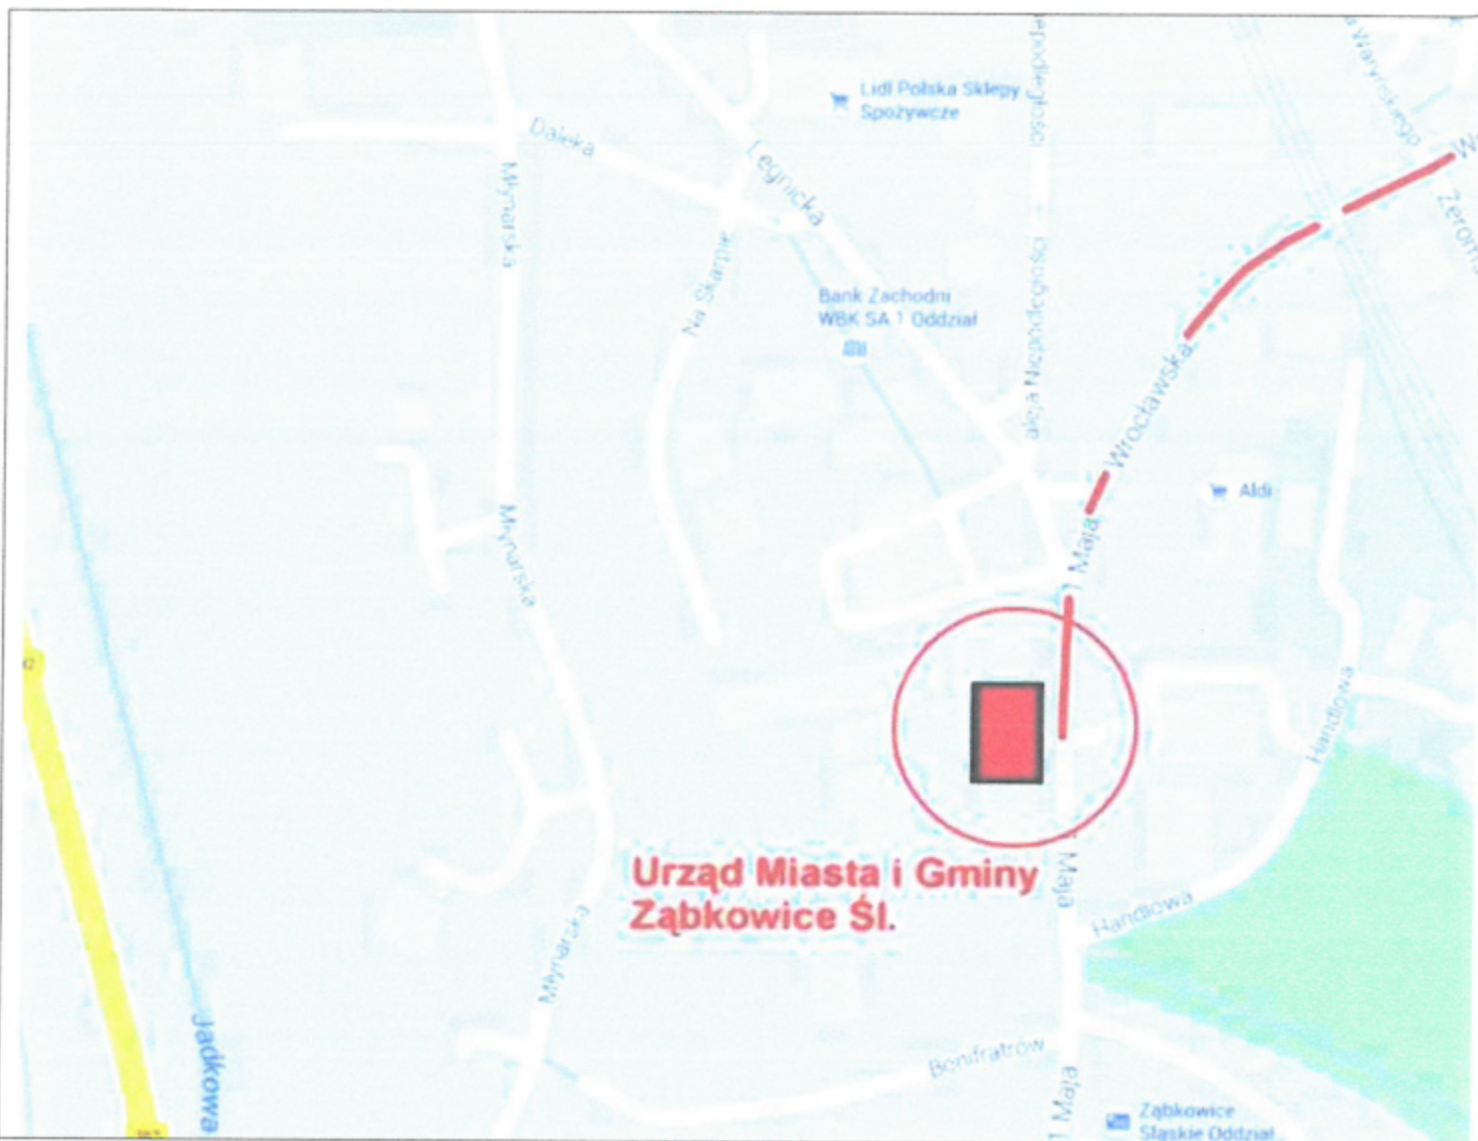 Lidl Polska Sklepy
Spożywcze
Waryńskiego
Daleka
Legnicka
Młynarska
Na Skarpie
Bank Zachodni
WBK SA 1 Oddział
aleja Niepodległości
Wrocławska
Aldi
1 Maja
Młynarska
Handlowa
Urząd Miasta i Gminy
Ząbkowice Śl.
Maja
Handlowa
Młynarska
Jadkowa
Bonifratrów
1 Maja
Ząbkowice
Śląskie Oddział